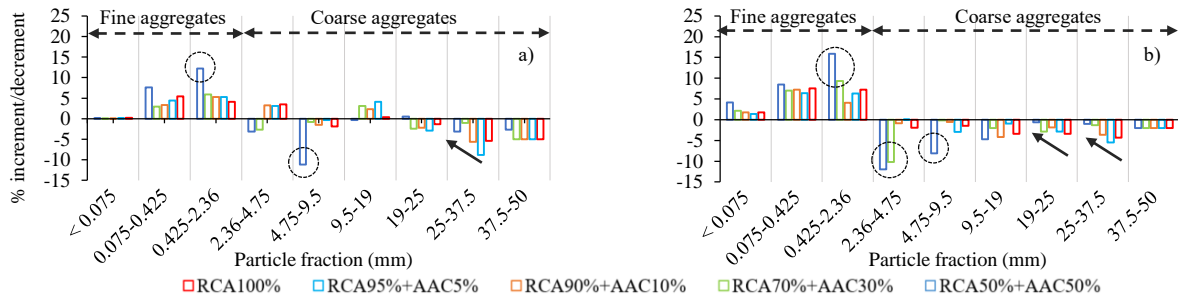 Fine aggregates
Coarse aggregates
a)
% increment/decrement
25
20
15
10
5
0
-5
-10
-15
< 0.075
0.075-0.425
0.425-2.36
2.36-4.75
4.75-9.5
9.5-19
19-25
25-37.5
37.5-50
Particle fraction (mm)
Fine aggregates
Coarse aggregates
b)
25
20
15
10
5
0
-5
-10
-15
< 0.075
0.075-0.425
0.425-2.36
2.36-4.75
4.75-9.5
9.5-19
19-25
25-37.5
37.5-50
Particle fraction (mm)
RCA100%
RCA95%+AAC5%
RCA90%+AAC10%
RCA70%+AAC30%
RCA50%+AAC50%